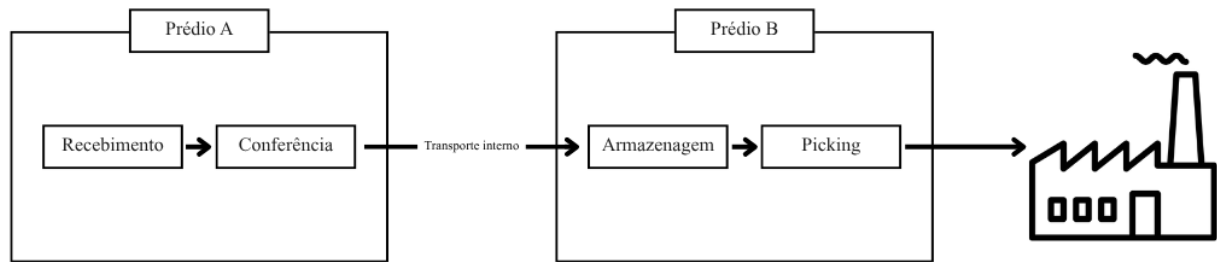 Prédio A
Prédio B
Recebimento
Conferência
Transporte interno
Armazenagem
Picking